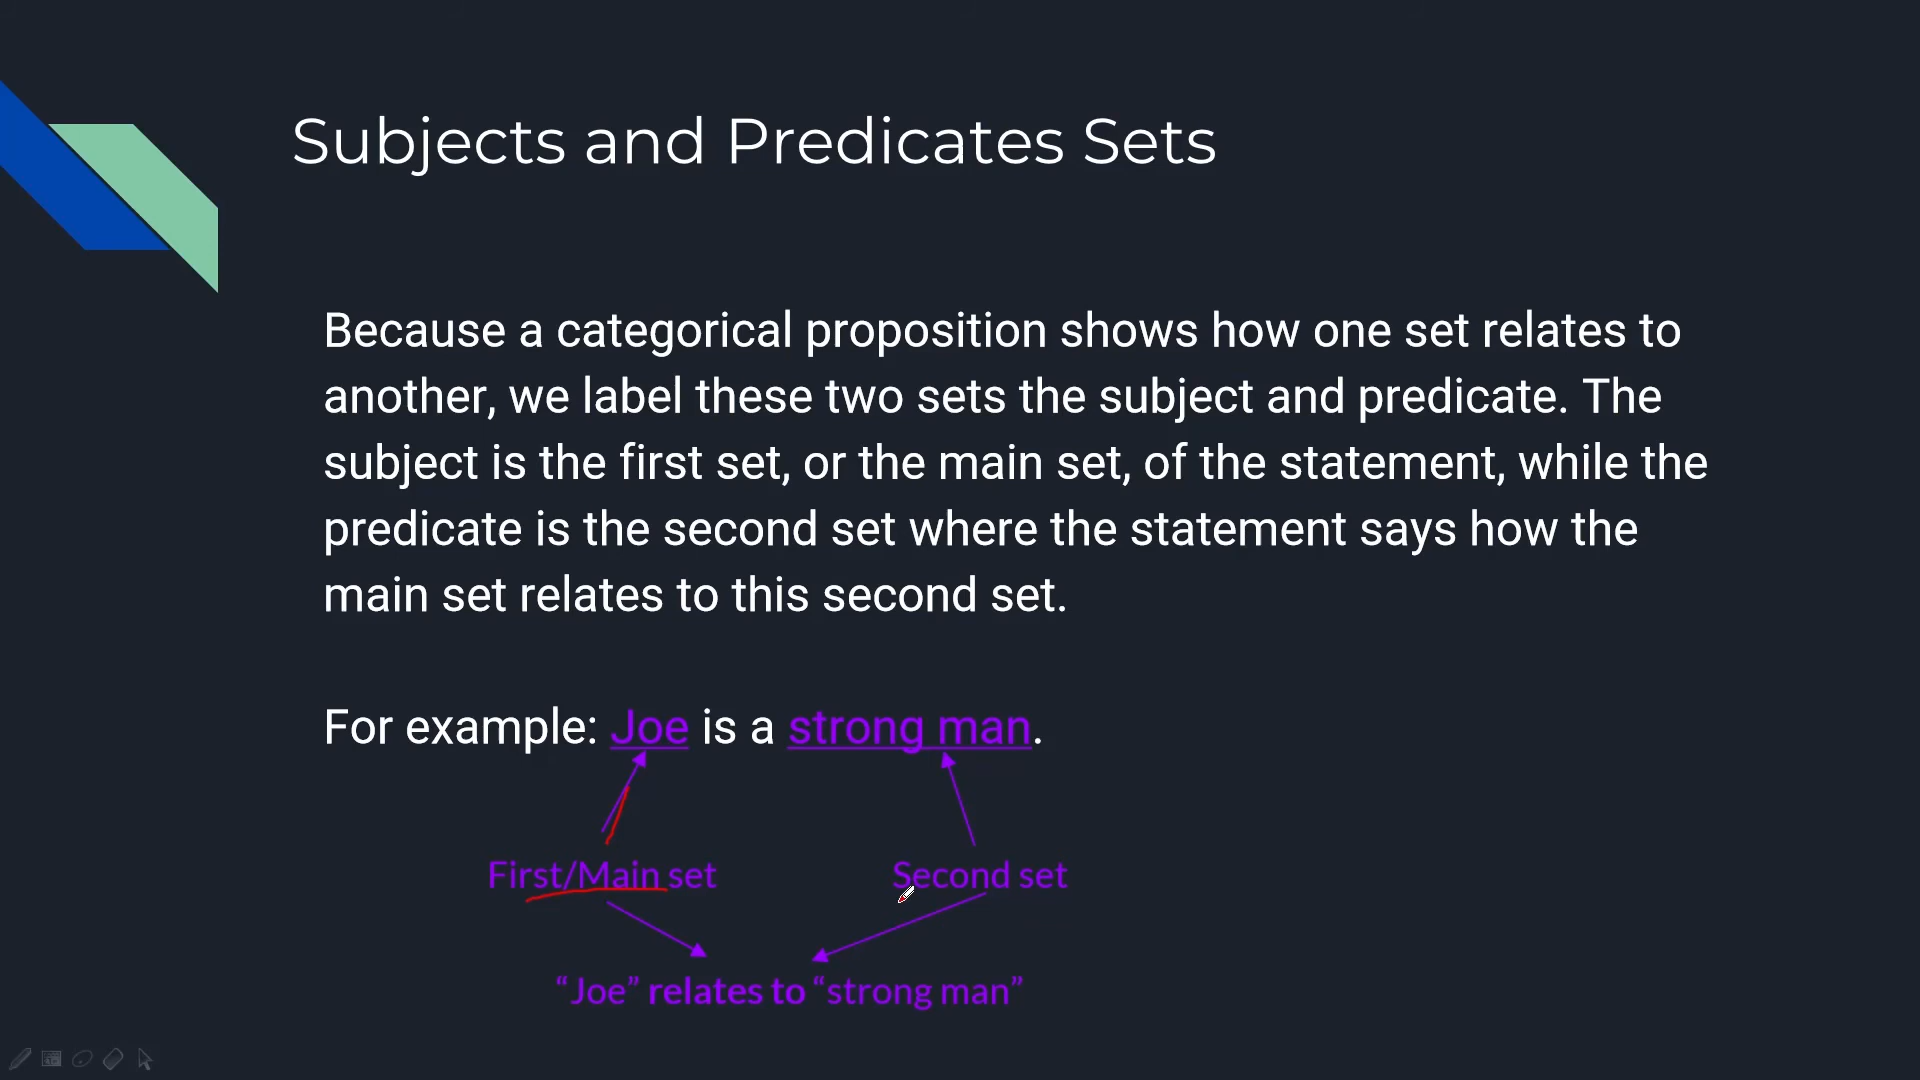 Subjects and Predicates Sets
Because a categorical proposition shows how one set relates to
another, we label these two sets the subject and predicate. The
subject is the first set, or the main set, of the statement, while the
predicate is the second set where the statement says how the
main set relates to this second set.
For example: Joe is a strong man.
First/Main set
Second set
“Joe” relates to “strong man”